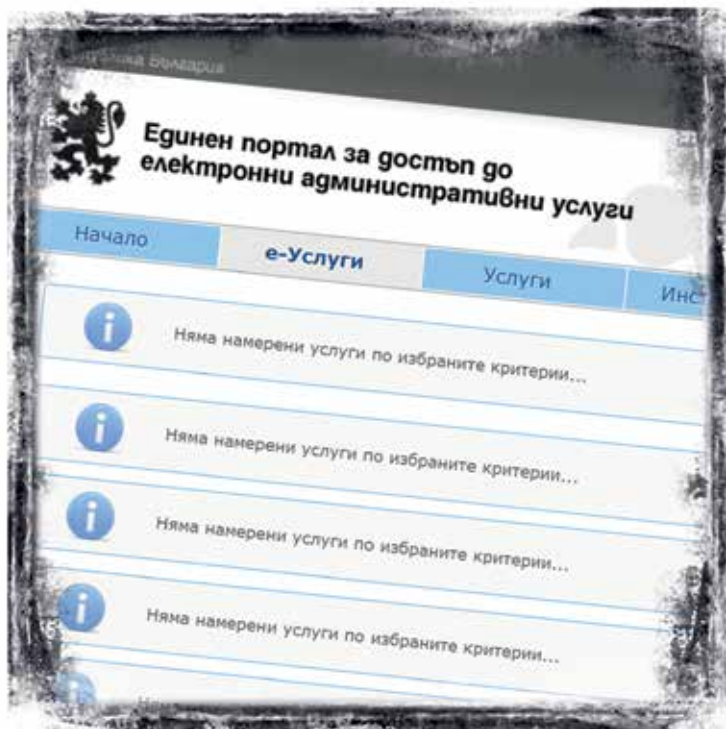 България
Единен портал за достъп до
електронни административни услуги
Начало
е-Услуги
Услуги
Няма намерени услуги по избраните критерии...
Няма намерени услуги по избраните критерии...
Няма намерени услуги по избраните критерии...
Няма намерени услуги по избраните критерии...